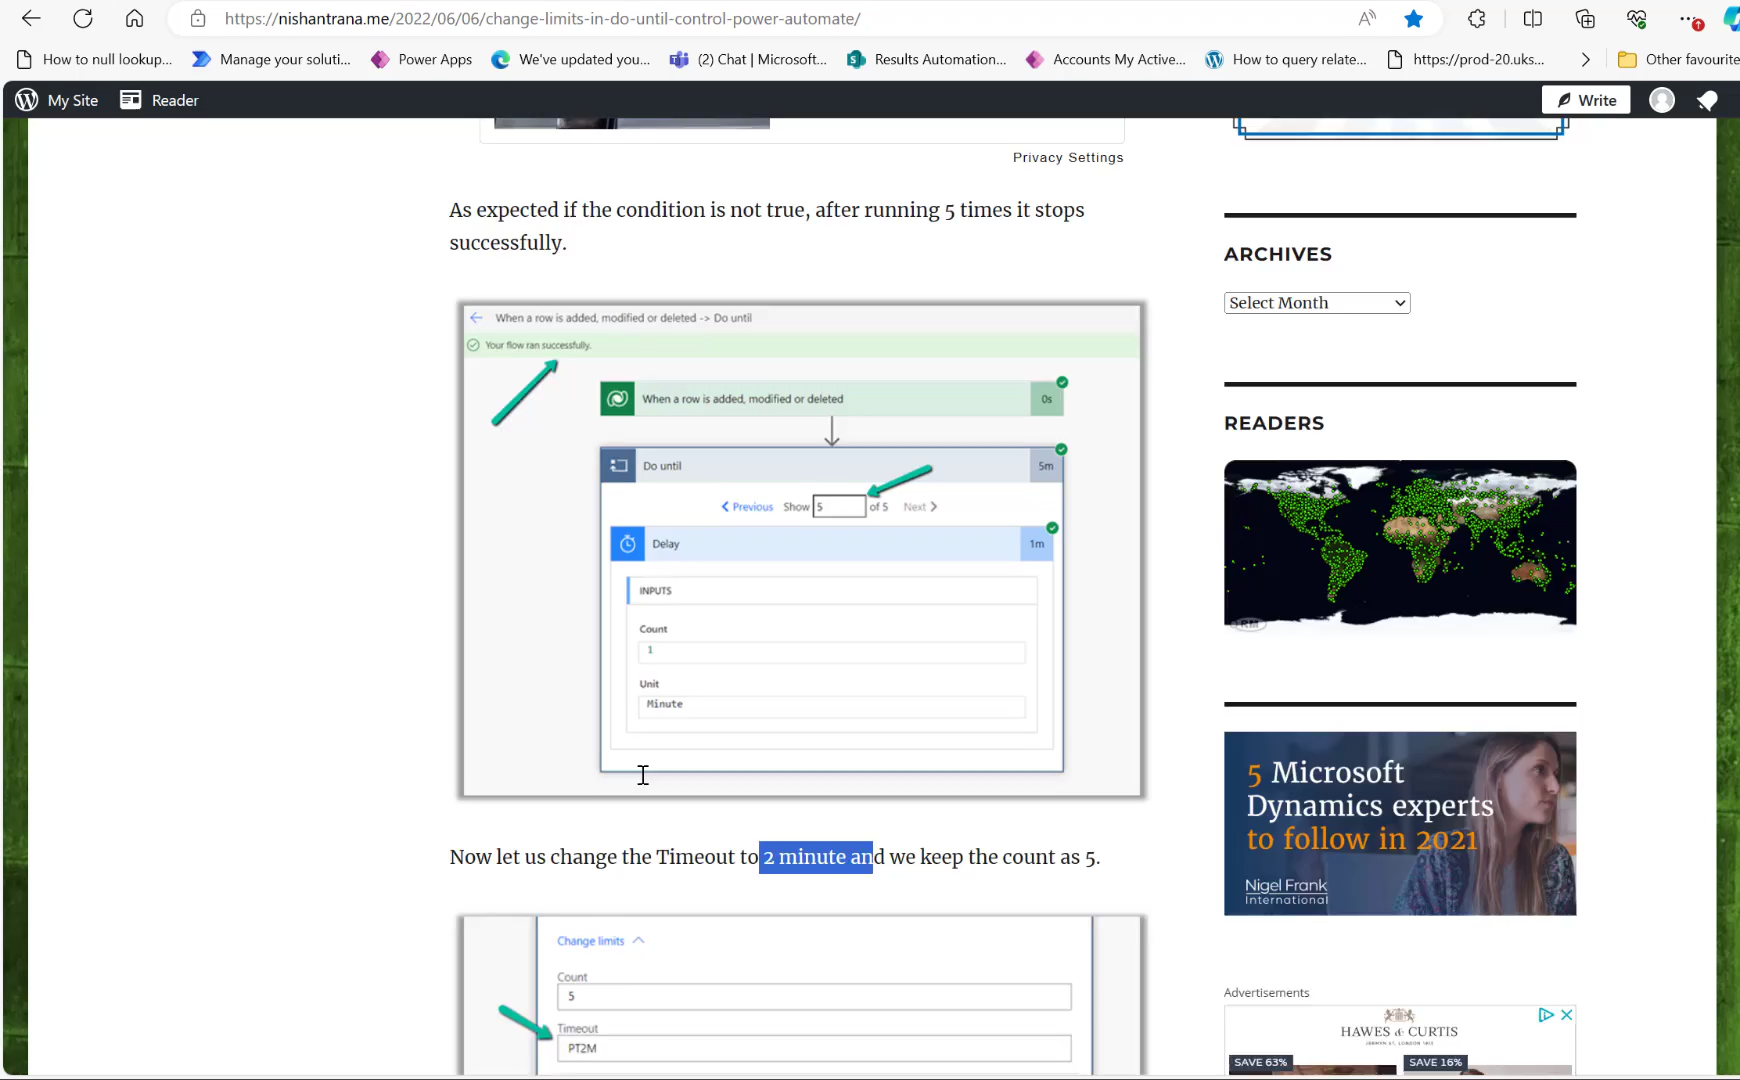 https://nishantrana.me/2022/06/06/change-limits-in-do-until-control-power-automate/
How to null lookup...
Manage your soluti...
Power Apps
We've updated you...
(2) Chat | Microsoft...
Results Automation...
Accounts My Active...
How to query relate...
https://prod-20.uks...
Other favourite
My Site
Reader
Write
Privacy Settings
As expected if the condition is not true, after running 5 times it stops
successfully.
When a row is added, modified or deleted -> Do until
Your flow ran successfully.
When a row is added, modified or deleted
0s
Do until
5m
Previous Show 5 of 5 Next
Delay
1m
INPUTS
Count
1
Unit
Minute
Now let us change the Timeout to 2 minute and we keep the count as 5.
Change limits
Count
5
Timeout
PT2M
ARCHIVES
Select Month
READERS
5 Microsoft
Dynamics experts
to follow in 2021
Nigel Frank
International
Advertisements
HAWES & CURTIS
JERMYN ST. LONDON 1913
SAVE 63%
SAVE 16%